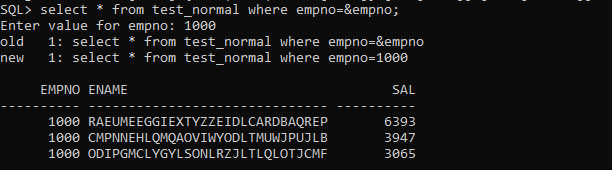 SQL> select * from test_normal where empno=&empno;
Enter value for empno: 1000
old   1: select * from test_normal where empno=&empno
new   1: select * from test_normal where empno=1000
     EMPNO ENAME                                 SAL
---------- ------------------------------ ----------
      1000 RAEUMEEGGIEXTYZZEIDLCARDBAQREP       6393
      1000 CMPNNEHLQMQAOVIWYODLTMUWJPUJLB       3947
      1000 ODIPGMCLYGYLSONLRZJLTLQLOTJCMF       3065